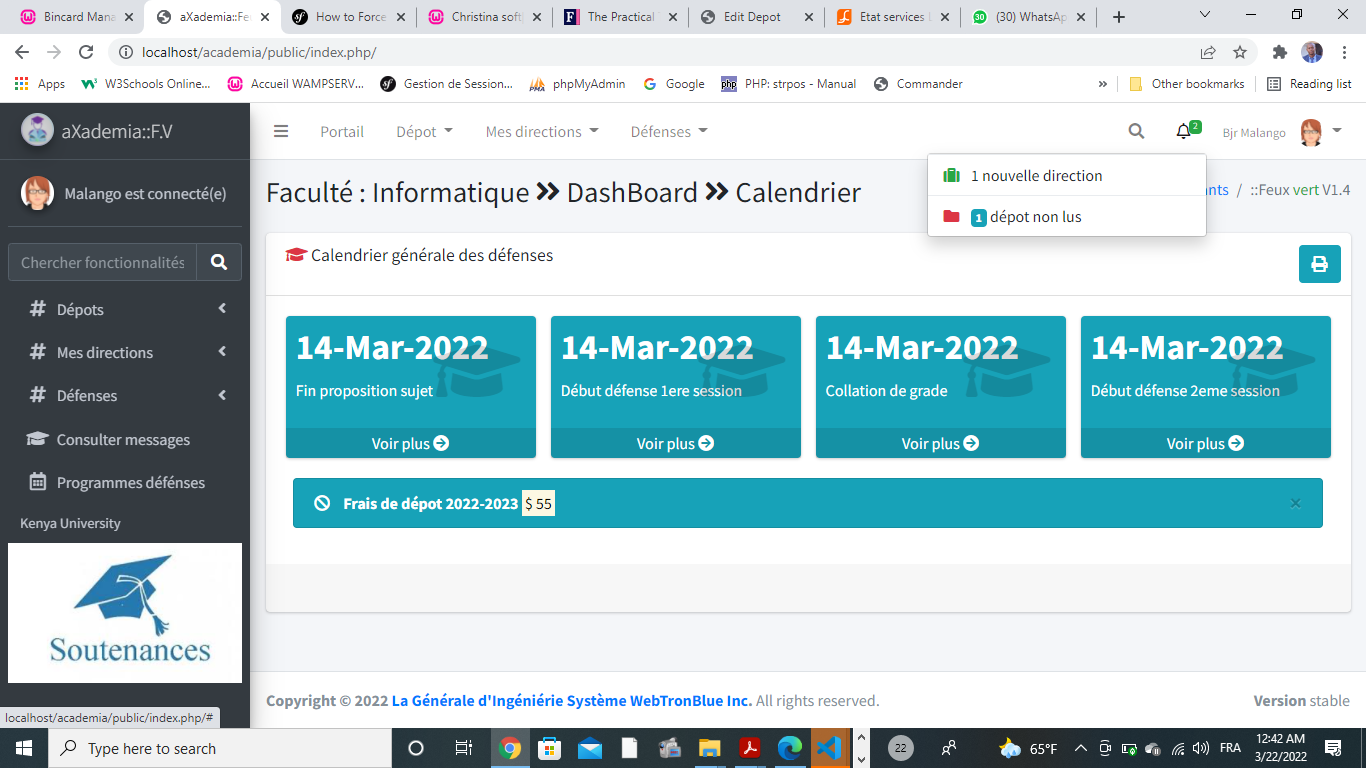 Bincard Mana
aXademia::Feu
How to Force
Christina soft
The Practical
Edit Depot
Etat services L
(30) WhatsAp
localhost/academia/public/index.php/
Apps
W3Schools Online...
Accueil WAMPSERV...
Gestion de Session...
phpMyAdmin
Google
PHP: strpos - Manual
Commander
»
Other bookmarks
Reading list
aXademia::F.V
Portail
Dépot
Mes directions
Défenses
2
Bjr Malango
Malango est connecté(e)
Faculté : Informatique » DashBoard » Calendrier
ants / ::Feux vert V1.4
1 nouvelle direction
1 dépot non lus
Chercher fonctionnalités
# Dépots
# Mes directions
# Défenses
Consulter messages
Programmes défénses
Kenya University
Soutenances
Calendrier générale des défenses
14-Mar-2022
Fin proposition sujet
Voir plus
14-Mar-2022
Début défense 1ere session
Voir plus
14-Mar-2022
Collation de grade
Voir plus
14-Mar-2022
Début défense 2eme session
Voir plus
Frais de dépot 2022-2023 $ 55
×
Copyright © 2022 La Générale d'Ingéniérie Système WebTronBlue Inc. All rights reserved.
Version stable
localhost/academia/public/index.php/#
Type here to search
22
65°F
FRA
12:42 AM
3/22/2022